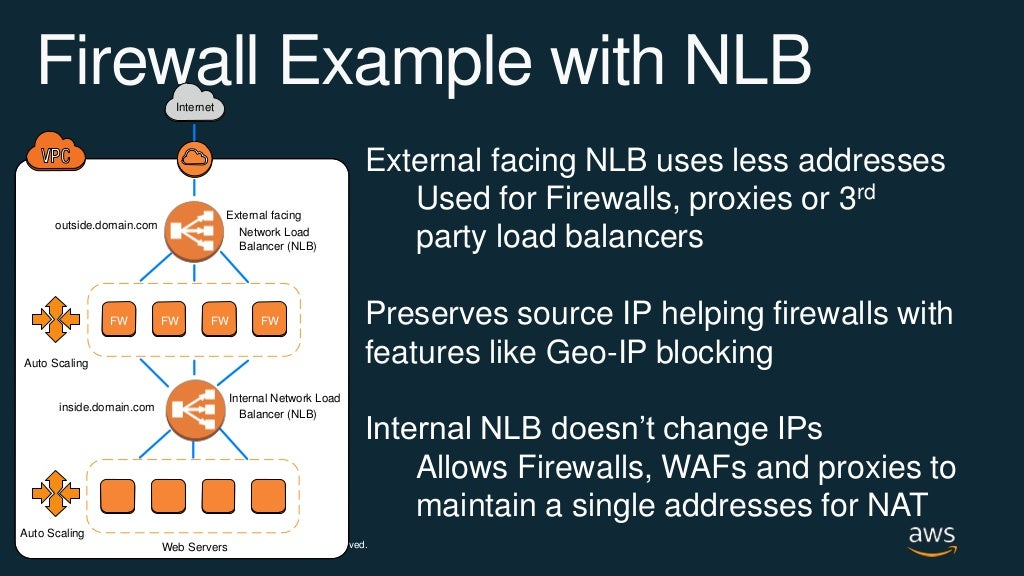 Firewall Example with NLB
Internet
VPC
outside.domain.com
External facing
Network Load
Balancer (NLB)
FW FW FW FW
Auto Scaling
inside.domain.com
Internal Network Load
Balancer (NLB)
Auto Scaling
Web Servers
External facing NLB uses less addresses
Used for Firewalls, proxies or 3rd
party load balancers
Preserves source IP helping firewalls with
features like Geo-IP blocking
Internal NLB doesn’t change IPs
Allows Firewalls, WAFs and proxies to
maintain a single addresses for NAT
ved.
aws